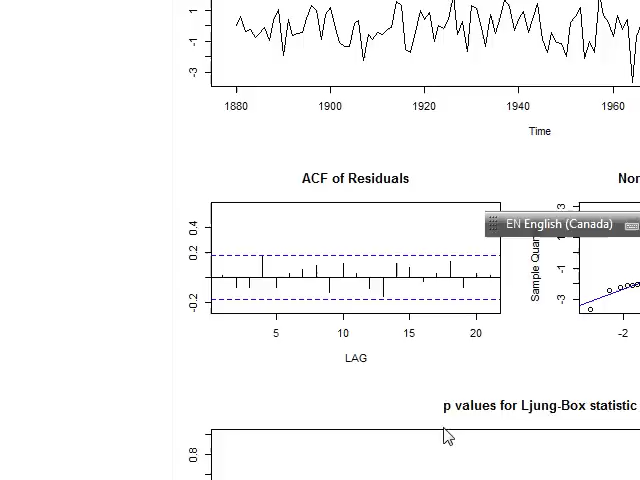 1
-1
-3
1880 1900 1920 1940 1960
Time
ACF of Residuals
Nor
0.4
0.2
-0.2
5 10 15 20
LAG
EN English (Canada)
3
-1
-3
Sample Quan
-2
p values for Ljung-Box statistic
0.8